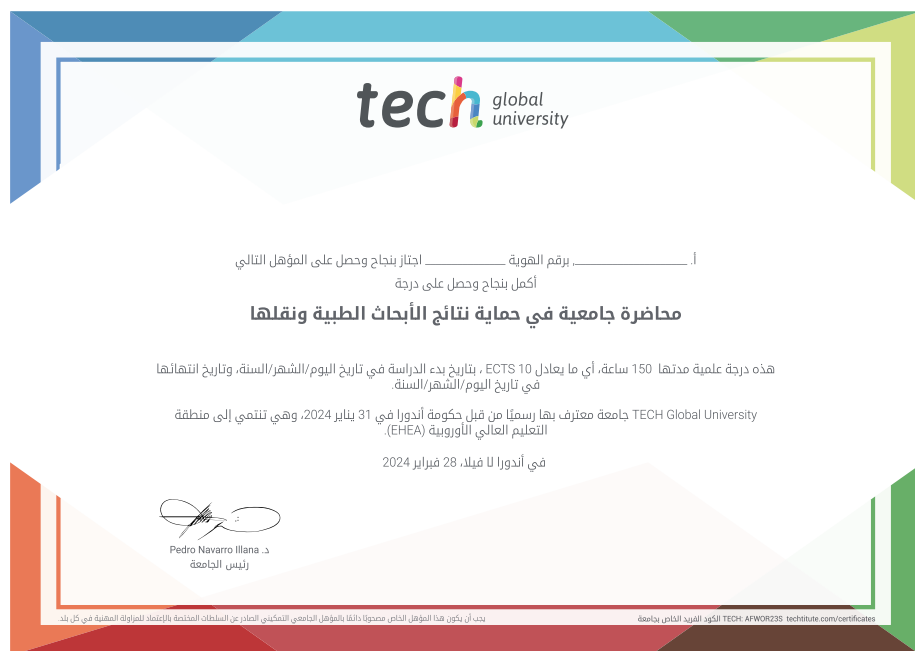 tech global university
أ. ____________________, برقم الهوية ______________ اجتاز بنجاح وحصل على المؤهل التالي
أكمل بنجاح وحصل على درجة
محاضرة جامعية في حماية نتائج الأبحاث الطبية ونقلها
هذه درجة علمية مدتها 150 ساعة، أي ما يعادل 10 ECTS ، بتاريخ بدء الدراسة في تاريخ اليوم/الشهر/السنة، وتاريخ انتهائها
في تاريخ اليوم/الشهر/السنة.
TECH Global University جامعة معترف بها رسميًا من قبل حكومة أندورا في 31 يناير 2024، وهي تنتمي إلى منطقة
التعليم العالي الأوروبية (EHEA).
في أندورا لا فيلا، 28 فبراير 2024
د. Pedro Navarro Illana
رئيس الجامعة
يجب أن يكون هذا المؤهل الخاص مصحوبًا دائمًا بالمؤهل الجامعي التمكيني الصادر عن السلطات المختصة بالإعتماد للمزاولة المهنية في كل بلد.
الكود الفريد الخاص بجامعة TECH: AFWOR23S techtitute.com/certificates